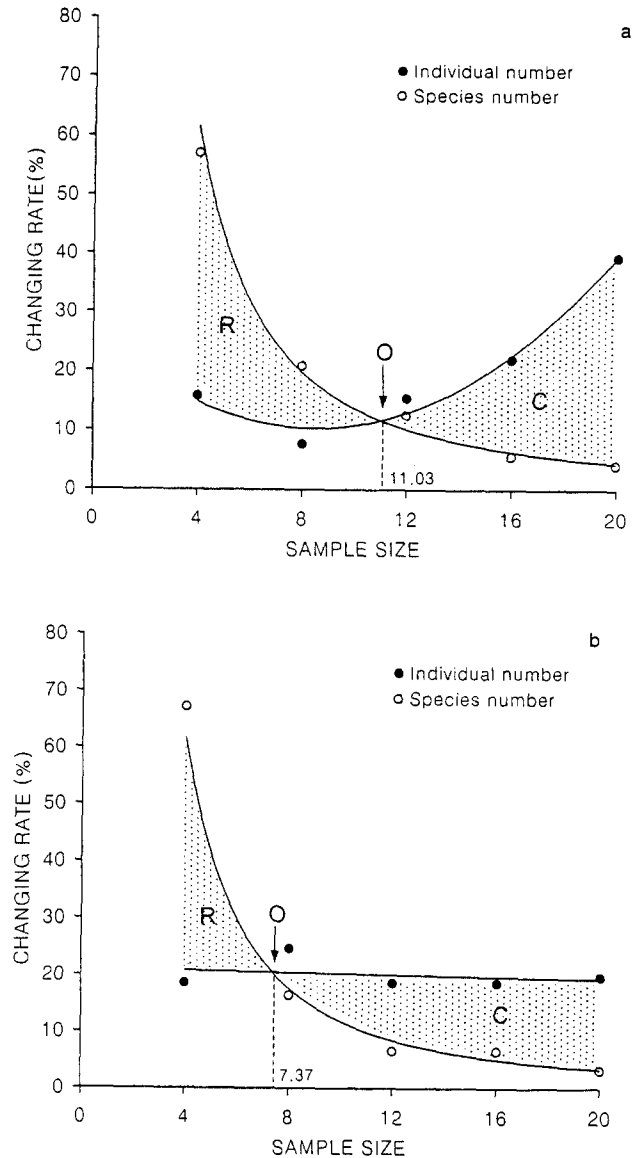 a
80
70
60
50
40
30
20
10
0
CHANGING RATE(%)
Individual number
Species number
R
O
C
11.03
0 4 8 12 16 20
SAMPLE SIZE
b
80
70
60
50
40
30
20
10
0
CHANGING RATE (%)
Individual number
Species number
R
O
C
7.37
0 4 8 12 16 20
SAMPLE SIZE